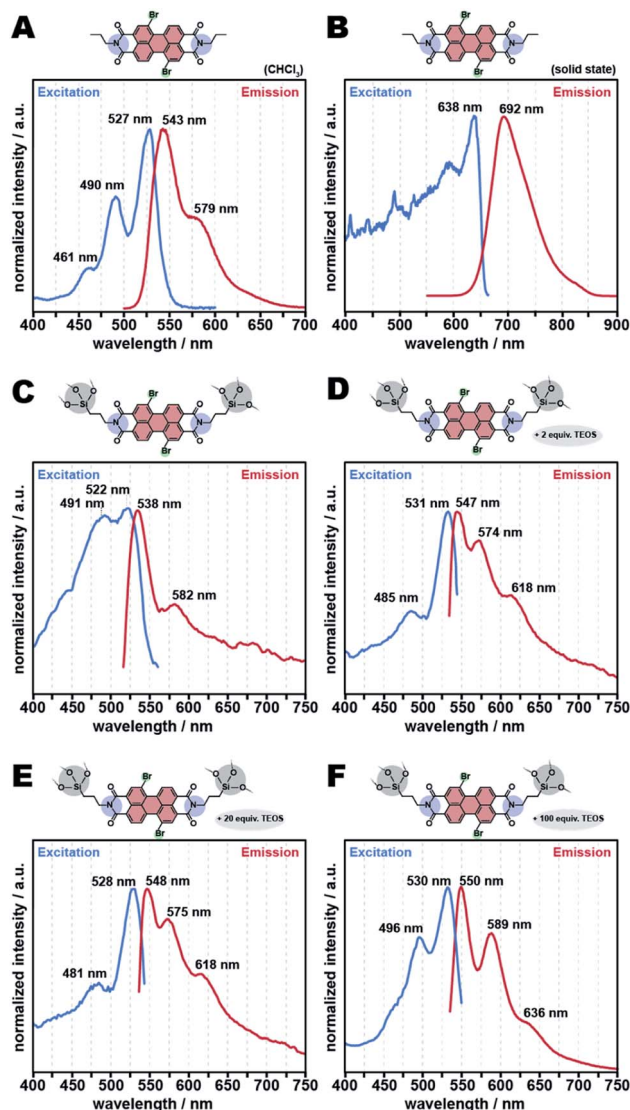 A
B
Br
O
O
N
N
O
O
Br
(CHCl3)
Br
O
O
N
N
O
O
Br
(solid state)
Excitation
Emission
527 nm
543 nm
490 nm
579 nm
461 nm
normalized intensity / a.u.
400 450 500 550 600 650 700
wavelength / nm
Excitation
Emission
638 nm
692 nm
normalized intensity / a.u.
400 500 600 700 800 900
wavelength / nm
C
O
O
Si
O
Br
O
O
N
N
O
O
Br
O
O
Si
O
D
O
O
Si
O
Br
O
O
N
N
O
O
Br
O
O
Si
O
+ 2 equiv. TEOS
Excitation
Emission
522 nm
491 nm
538 nm
582 nm
normalized intensity / a.u.
400 450 500 550 600 650 700 750
wavelength / nm
Excitation
Emission
531 nm
547 nm
574 nm
485 nm
618 nm
normalized intensity / a.u.
400 450 500 550 600 650 700 750
wavelength / nm
E
O
O
Si
O
Br
O
O
N
N
O
O
Br
O
O
Si
O
+ 20 equiv. TEOS
F
O
O
Si
O
Br
O
O
N
N
O
O
Br
O
O
Si
O
+ 100 equiv. TEOS
Excitation
Emission
528 nm
548 nm
575 nm
481 nm
618 nm
normalized intensity / a.u.
400 450 500 550 600 650 700 750
wavelength / nm
Excitation
Emission
530 nm
550 nm
496 nm
589 nm
636 nm
normalized intensity / a.u.
400 450 500 550 600 650 700 750
wavelength / nm